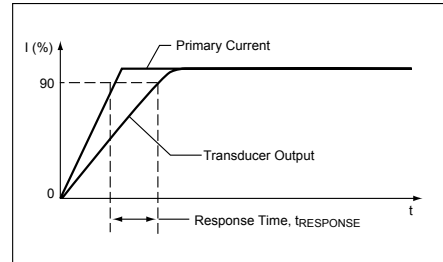 I (%)
Primary Current
90
Transducer Output
0
t
Response Time, tRESPONSE